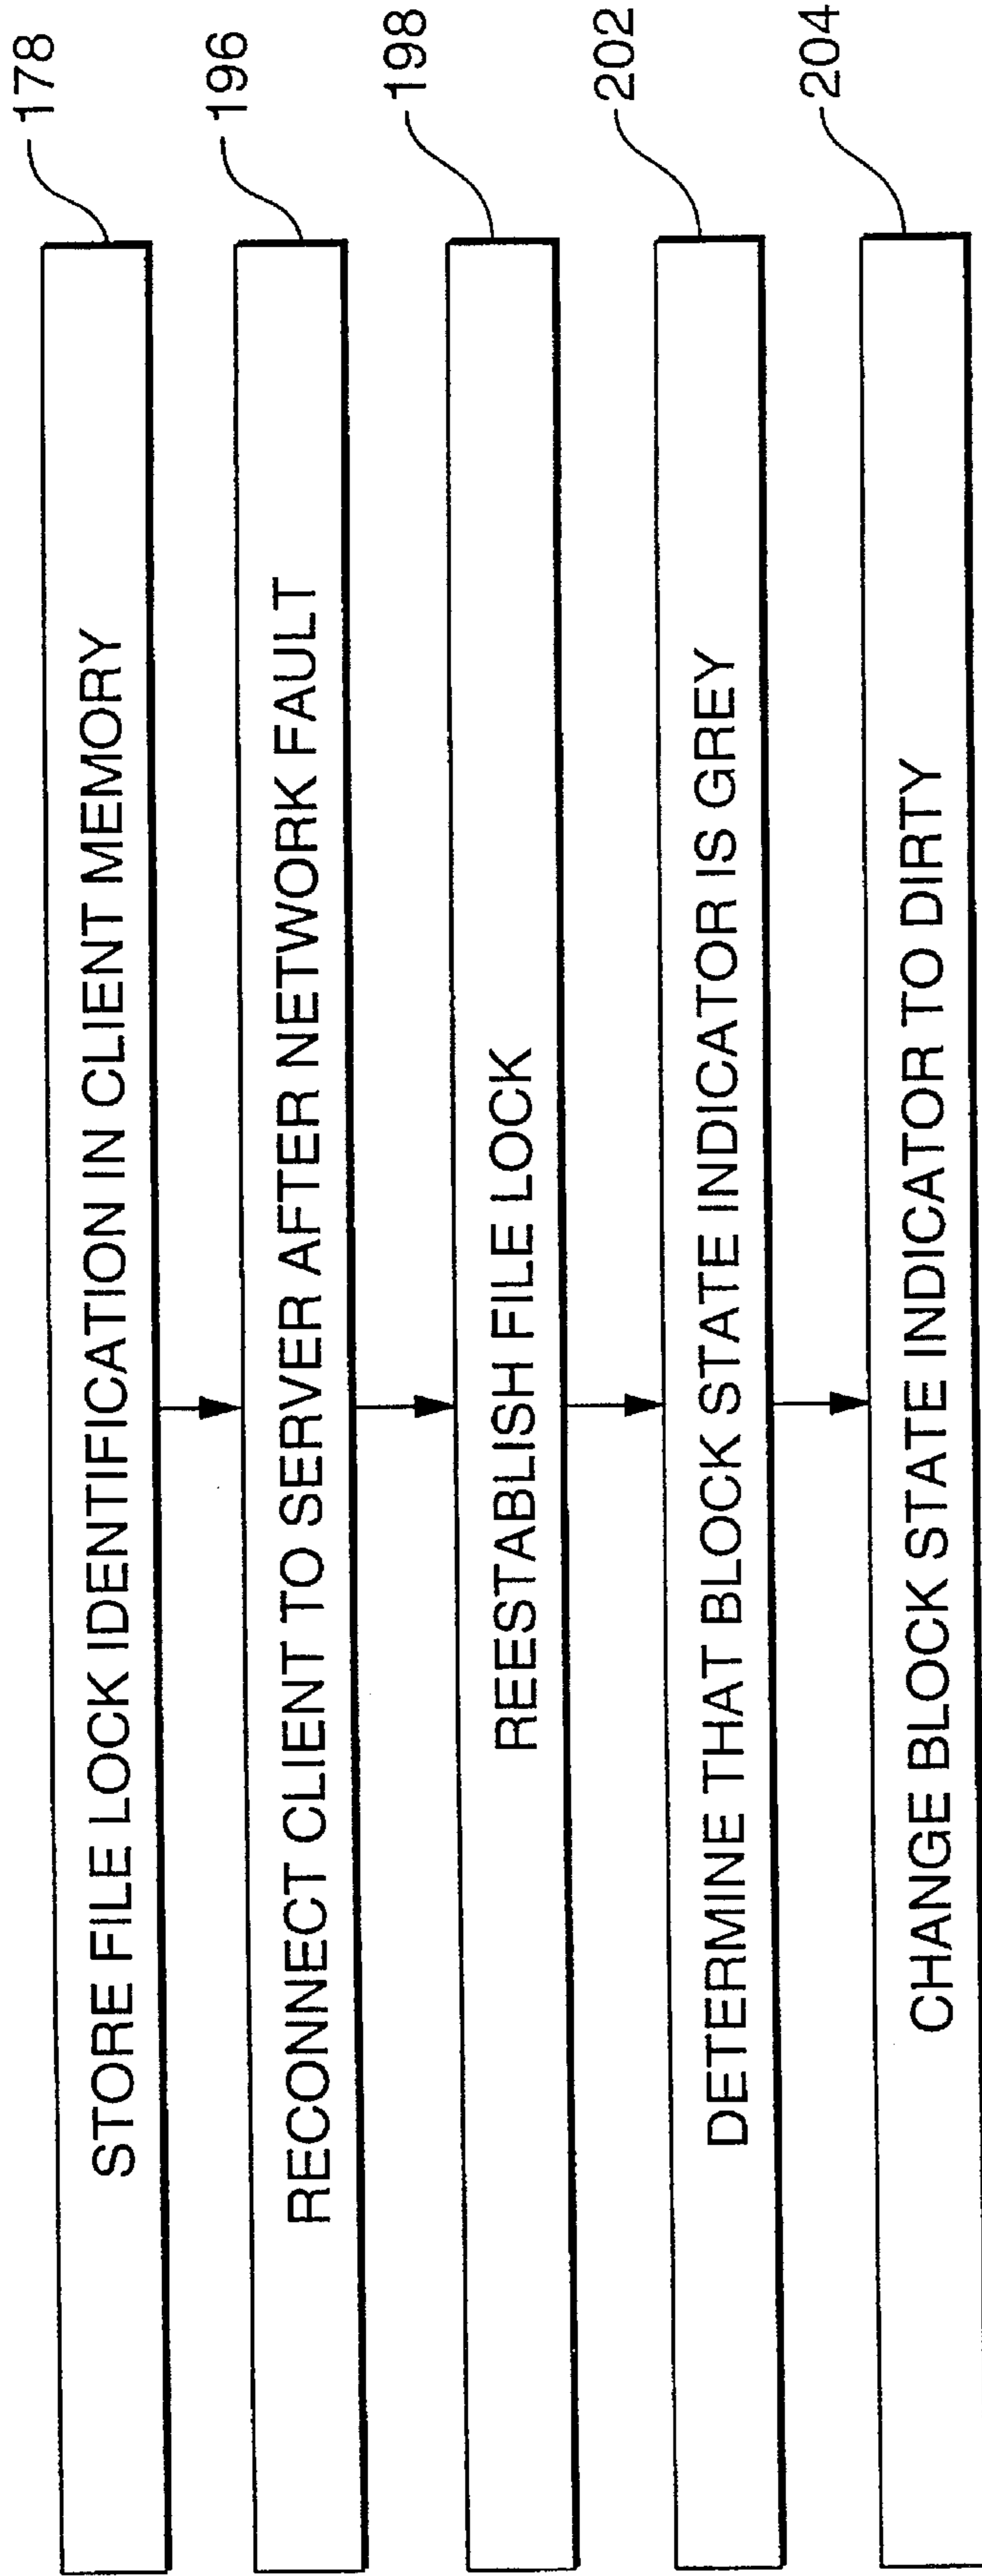 STORE FILE LOCK IDENTIFICATION IN CLIENT MEMORY
178
RECONNECT CLIENT TO SERVER AFTER NETWORK FAULT
196
REESTABLISH FILE LOCK
198
DETERMINE THAT BLOCK STATE INDICATOR IS GREY
202
CHANGE BLOCK STATE INDICATOR TO DIRTY
204